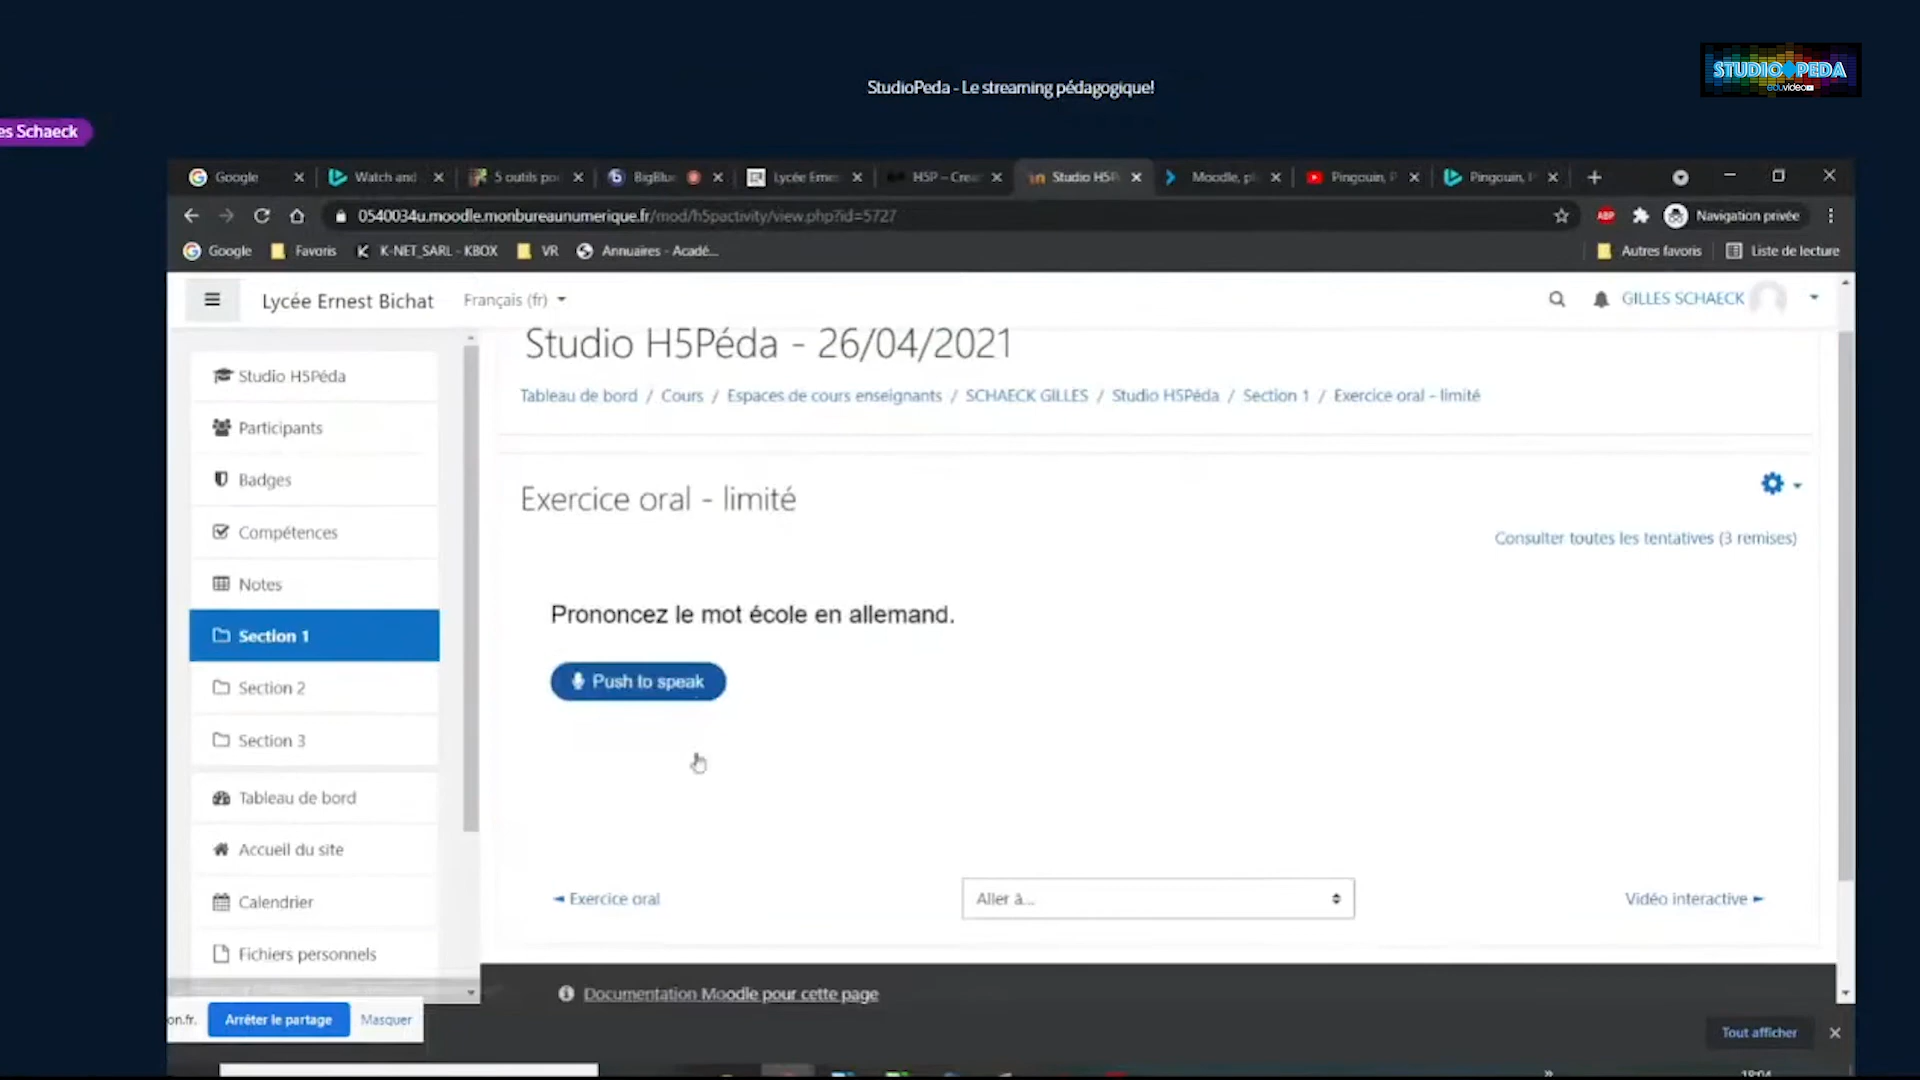 STUDIO PEDA
eduvideo
StudioPeda - Le streaming pédagogique!
es Schaeck
Google
Watch and
5 outils po
BigBlu
Lycée Erne
H5P – Crea
Studio H5P
Moodle, p
Pingouin, P
Pingouin,
0540034u.moodle.monbureaunumerique.fr/mod/h5pactivity/view.php?id=5727
ABP
Navigation privée
Google
Favoris
K-NET_SARL - KBOX
VR
Annuaires - Acadé...
Autres favoris
Liste de lecture
Lycée Ernest Bichat
Français (fr)
GILLES SCHAECK
Studio H5Péda - 26/04/2021
Tableau de bord / Cours / Espaces de cours enseignants / SCHAECK GILLES / Studio H5Péda / Section 1 / Exercice oral - limité
Studio H5Péda
Participants
Badges
Compétences
Notes
Section 1
Section 2
Section 3
Tableau de bord
Accueil du site
Calendrier
Fichiers personnels
Exercice oral - limité
Consulter toutes les tentatives (3 remises)
Prononcez le mot école en allemand.
Push to speak
◄ Exercice oral
Aller à...
Vidéo interactive ►
Documentation Moodle pour cette page
on.fr.
Arrêter le partage
Masquer
Tout afficher
18:04